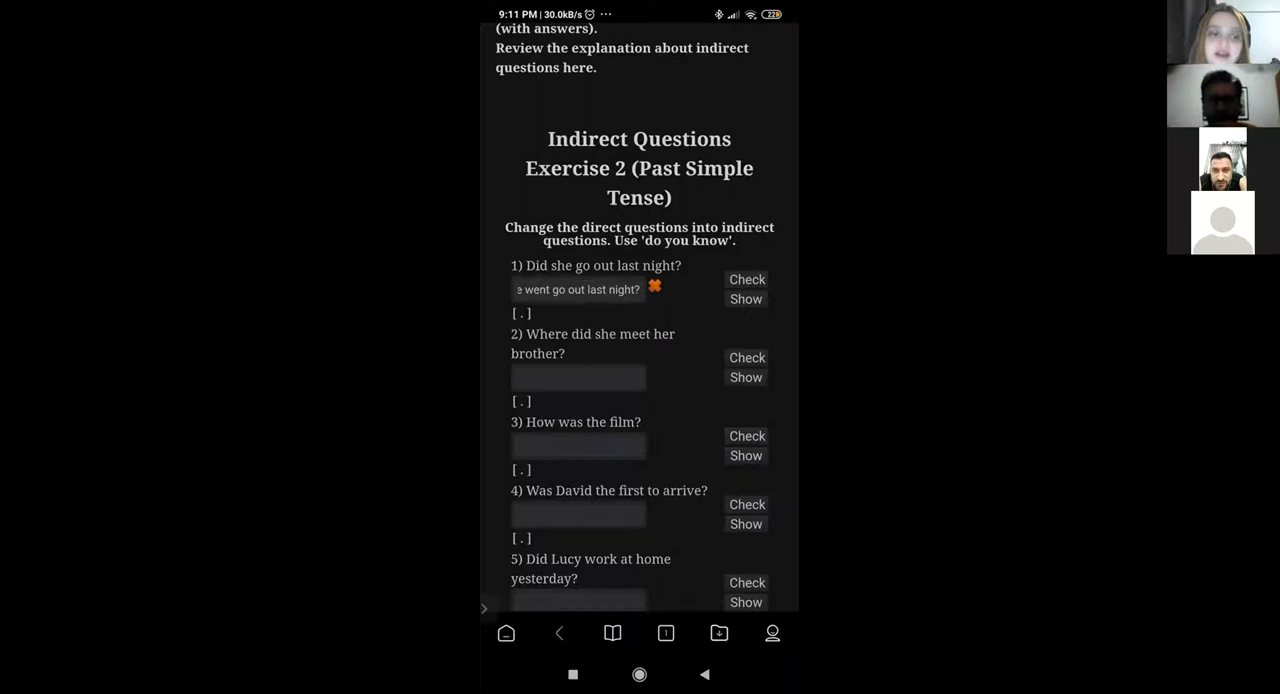 9:11 PM | 30.0kB/s ...
22
(with answers).
Review the explanation about indirect
questions here.
Indirect Questions
Exercise 2 (Past Simple
Tense)
Change the direct questions into indirect
questions. Use 'do you know'.
1) Did she go out last night?
e went go out last night?
Check
Show
[ . ]
2) Where did she meet her
brother?
Check
Show
[ . ]
3) How was the film?
Check
Show
[ . ]
4) Was David the first to arrive?
Check
Show
[ . ]
5) Did Lucy work at home
yesterday?
Check
Show
1